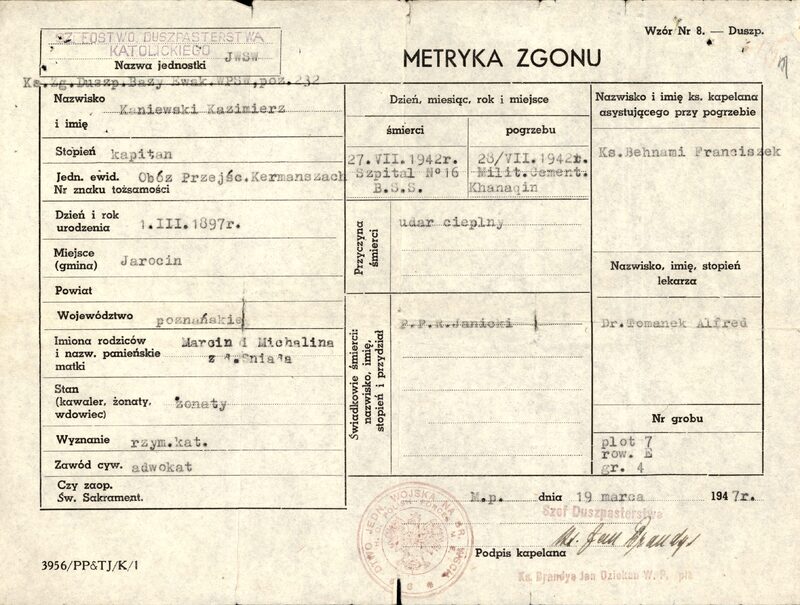 SZEFOSTWO DUSZPASTERSTWA
KATOLICKIEGO JWSW
Nazwa jednostki
Ks.Zg.Duszp.Bazy Ewak.WPSW,poz.232
Wzór Nr 8. — Duszp.
METRYKA ZGONU
Nazwisko
i imię
Kaniewski Kazimierz
Stopień kapitan
Jedn. ewid. Obóz Przejśc.Kermanszach
Nr znaku tożsamości
Dzień i rok
urodzenia 1.III.1897r.
Miejsce
(gmina) Jarocin
Powiat
Województwo poznańskie
Imiona rodziców
i nazw. panieńskie
matki
Marcin i Michalina
z d.Śniała
Stan
(kawaler, żonaty,
wdowiec) żonaty
Wyznanie rzym.kat.
Zawód cyw. adwokat
Czy zaop.
Św. Sakrament.
Dzień, miesiąc, rok i miejsce
śmierci
pogrzebu
27.VII.1942r.
Szpital No 16
B.S.S.
28/VII.1942r.
Milit.Cement.
Khanaqin
Przyczyna
śmierci
udar cieplny
Świadkowie śmierci:
nazwisko, imię,
stopień i przydział
P.P.R.Janicki
Nazwisko i imię ks. kapelana
asystującego przy pogrzebie
Ks.Behnami Franciszek
Nazwisko, imię, stopień
lekarza
Dr.Tomanek Alfred
Nr grobu
plot 7
row. E
gr. 4
M.p. dnia 19 marca 1947r.
Szef Duszpasterstwa
Ks. Jan Brandys
Podpis kapelana
Ks. Brandys Jan Dziekan W. P. płk
3956/PP&TJ/K/1